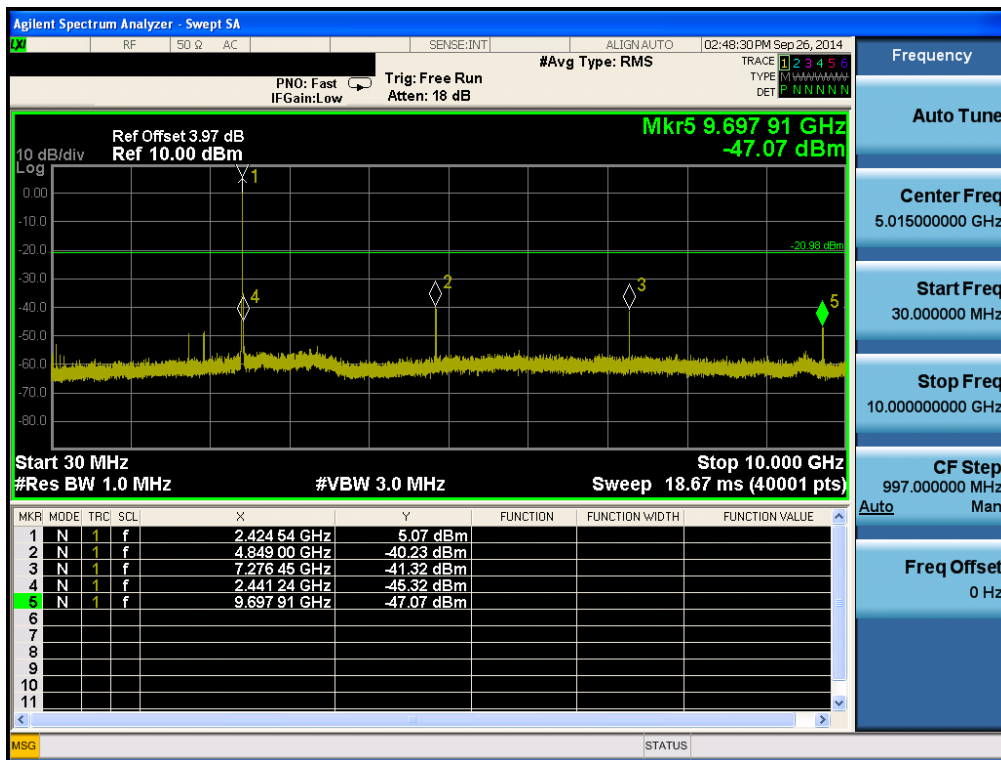 Agilent Spectrum Analyzer - Swept SA
LXI RF 50 Ω AC SENSE:INT ALIGN AUTO 02:48:30 PM Sep 26, 2014
#Avg Type: RMS TRACE 1 2 3 4 5 6
PNO: Fast Trig: Free Run TYPE M
IFGain:Low Atten: 18 dB DET P N N N N N
Mkr5 9.697 91 GHz
-47.07 dBm
Ref Offset 3.97 dB
10 dB/div Ref 10.00 dBm
Log
1
0.00
-10.0
-20.0 -20.98 dBm
-30.0 2 3
-40.0 4 5
-50.0
-60.0
-70.0
-80.0
Start 30 MHz Stop 10.000 GHz
#Res BW 1.0 MHz #VBW 3.0 MHz Sweep 18.67 ms (40001 pts)
MKR MODE TRC SCL X Y FUNCTION FUNCTION WIDTH FUNCTION VALUE
1 N 1 f 2.424 54 GHz 5.07 dBm
2 N 1 f 4.849 00 GHz -40.23 dBm
3 N 1 f 7.276 45 GHz -41.32 dBm
4 N 1 f 2.441 24 GHz -45.32 dBm
5 N 1 f 9.697 91 GHz -47.07 dBm
6
7
8
9
10
11
MSG STATUS
Frequency
Auto Tune
Center Freq
5.015000000 GHz
Start Freq
30.000000 MHz
Stop Freq
10.000000000 GHz
CF Step
997.000000 MHz
Auto Man
Freq Offset
0 Hz